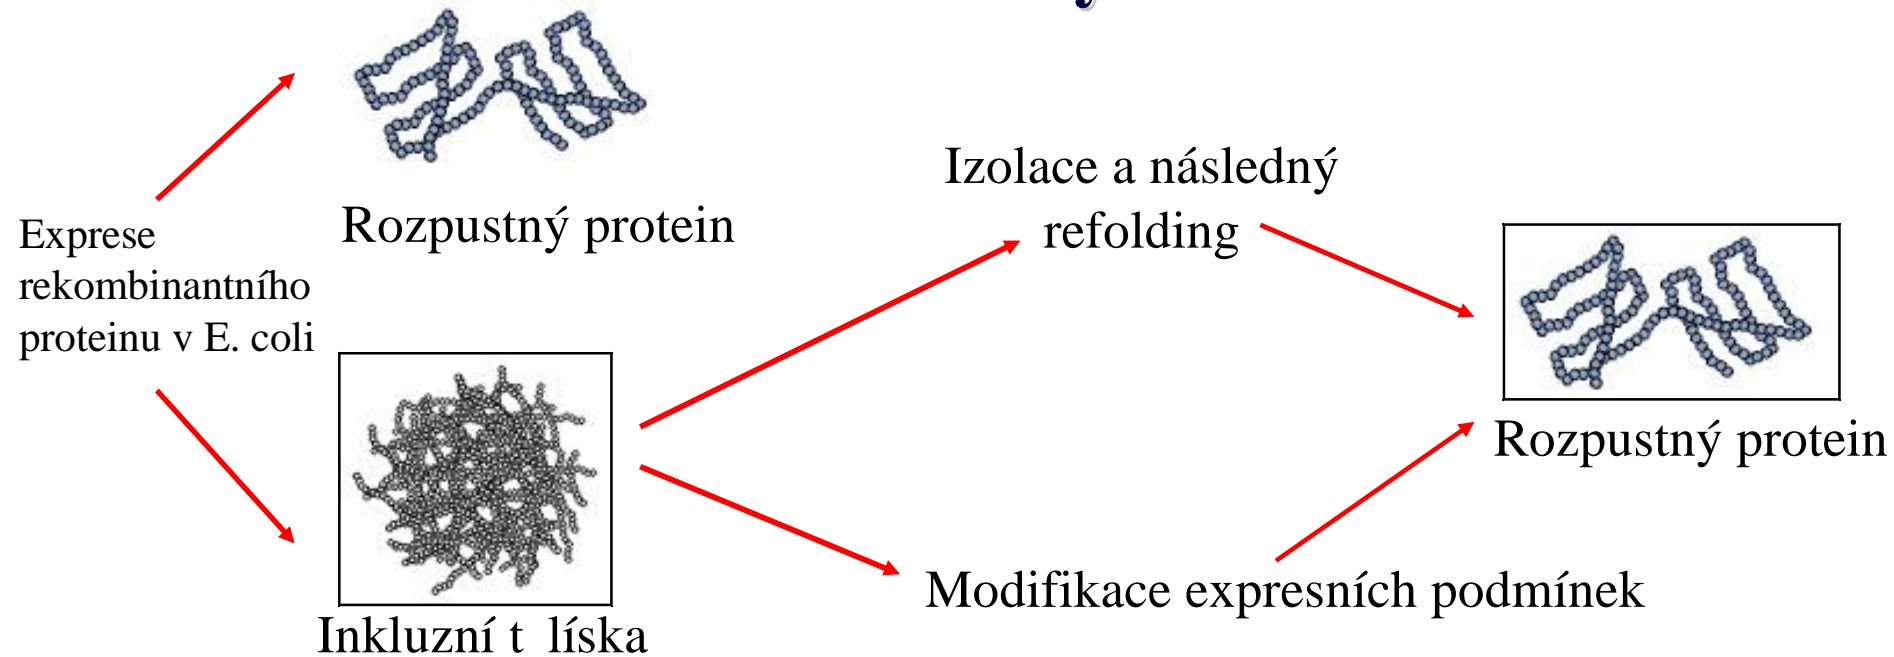 Rozpustný protein
Exprese
rekombinantního
proteinu v E. coli
Inkluzní t líska
Izolace a následný
refolding
Modifikace expresních podmínek
Rozpustný protein